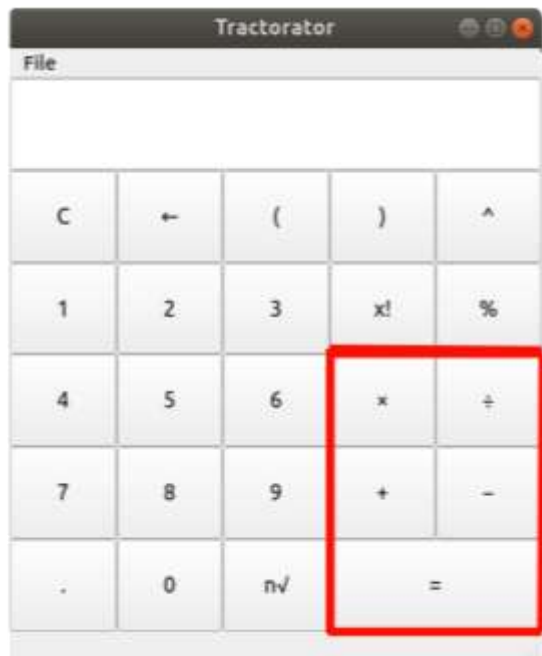 Tractorator
File
C ← ( ) ^
1 2 3 x! %
4 5 6 × ÷
7 8 9 + −
. 0 n√ =